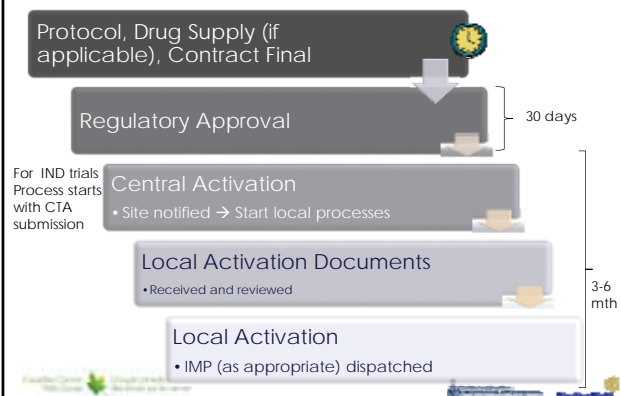 Protocol, Drug Supply (if
applicable), Contract Final
Regulatory Approval
30 days
For IND trials
Process starts
with CTA
submission
Central Activation
• Site notified → Start local processes
Local Activation Documents
•Received and reviewed
3-6
mth
Local Activation
• IMP (as appropriate) dispatched